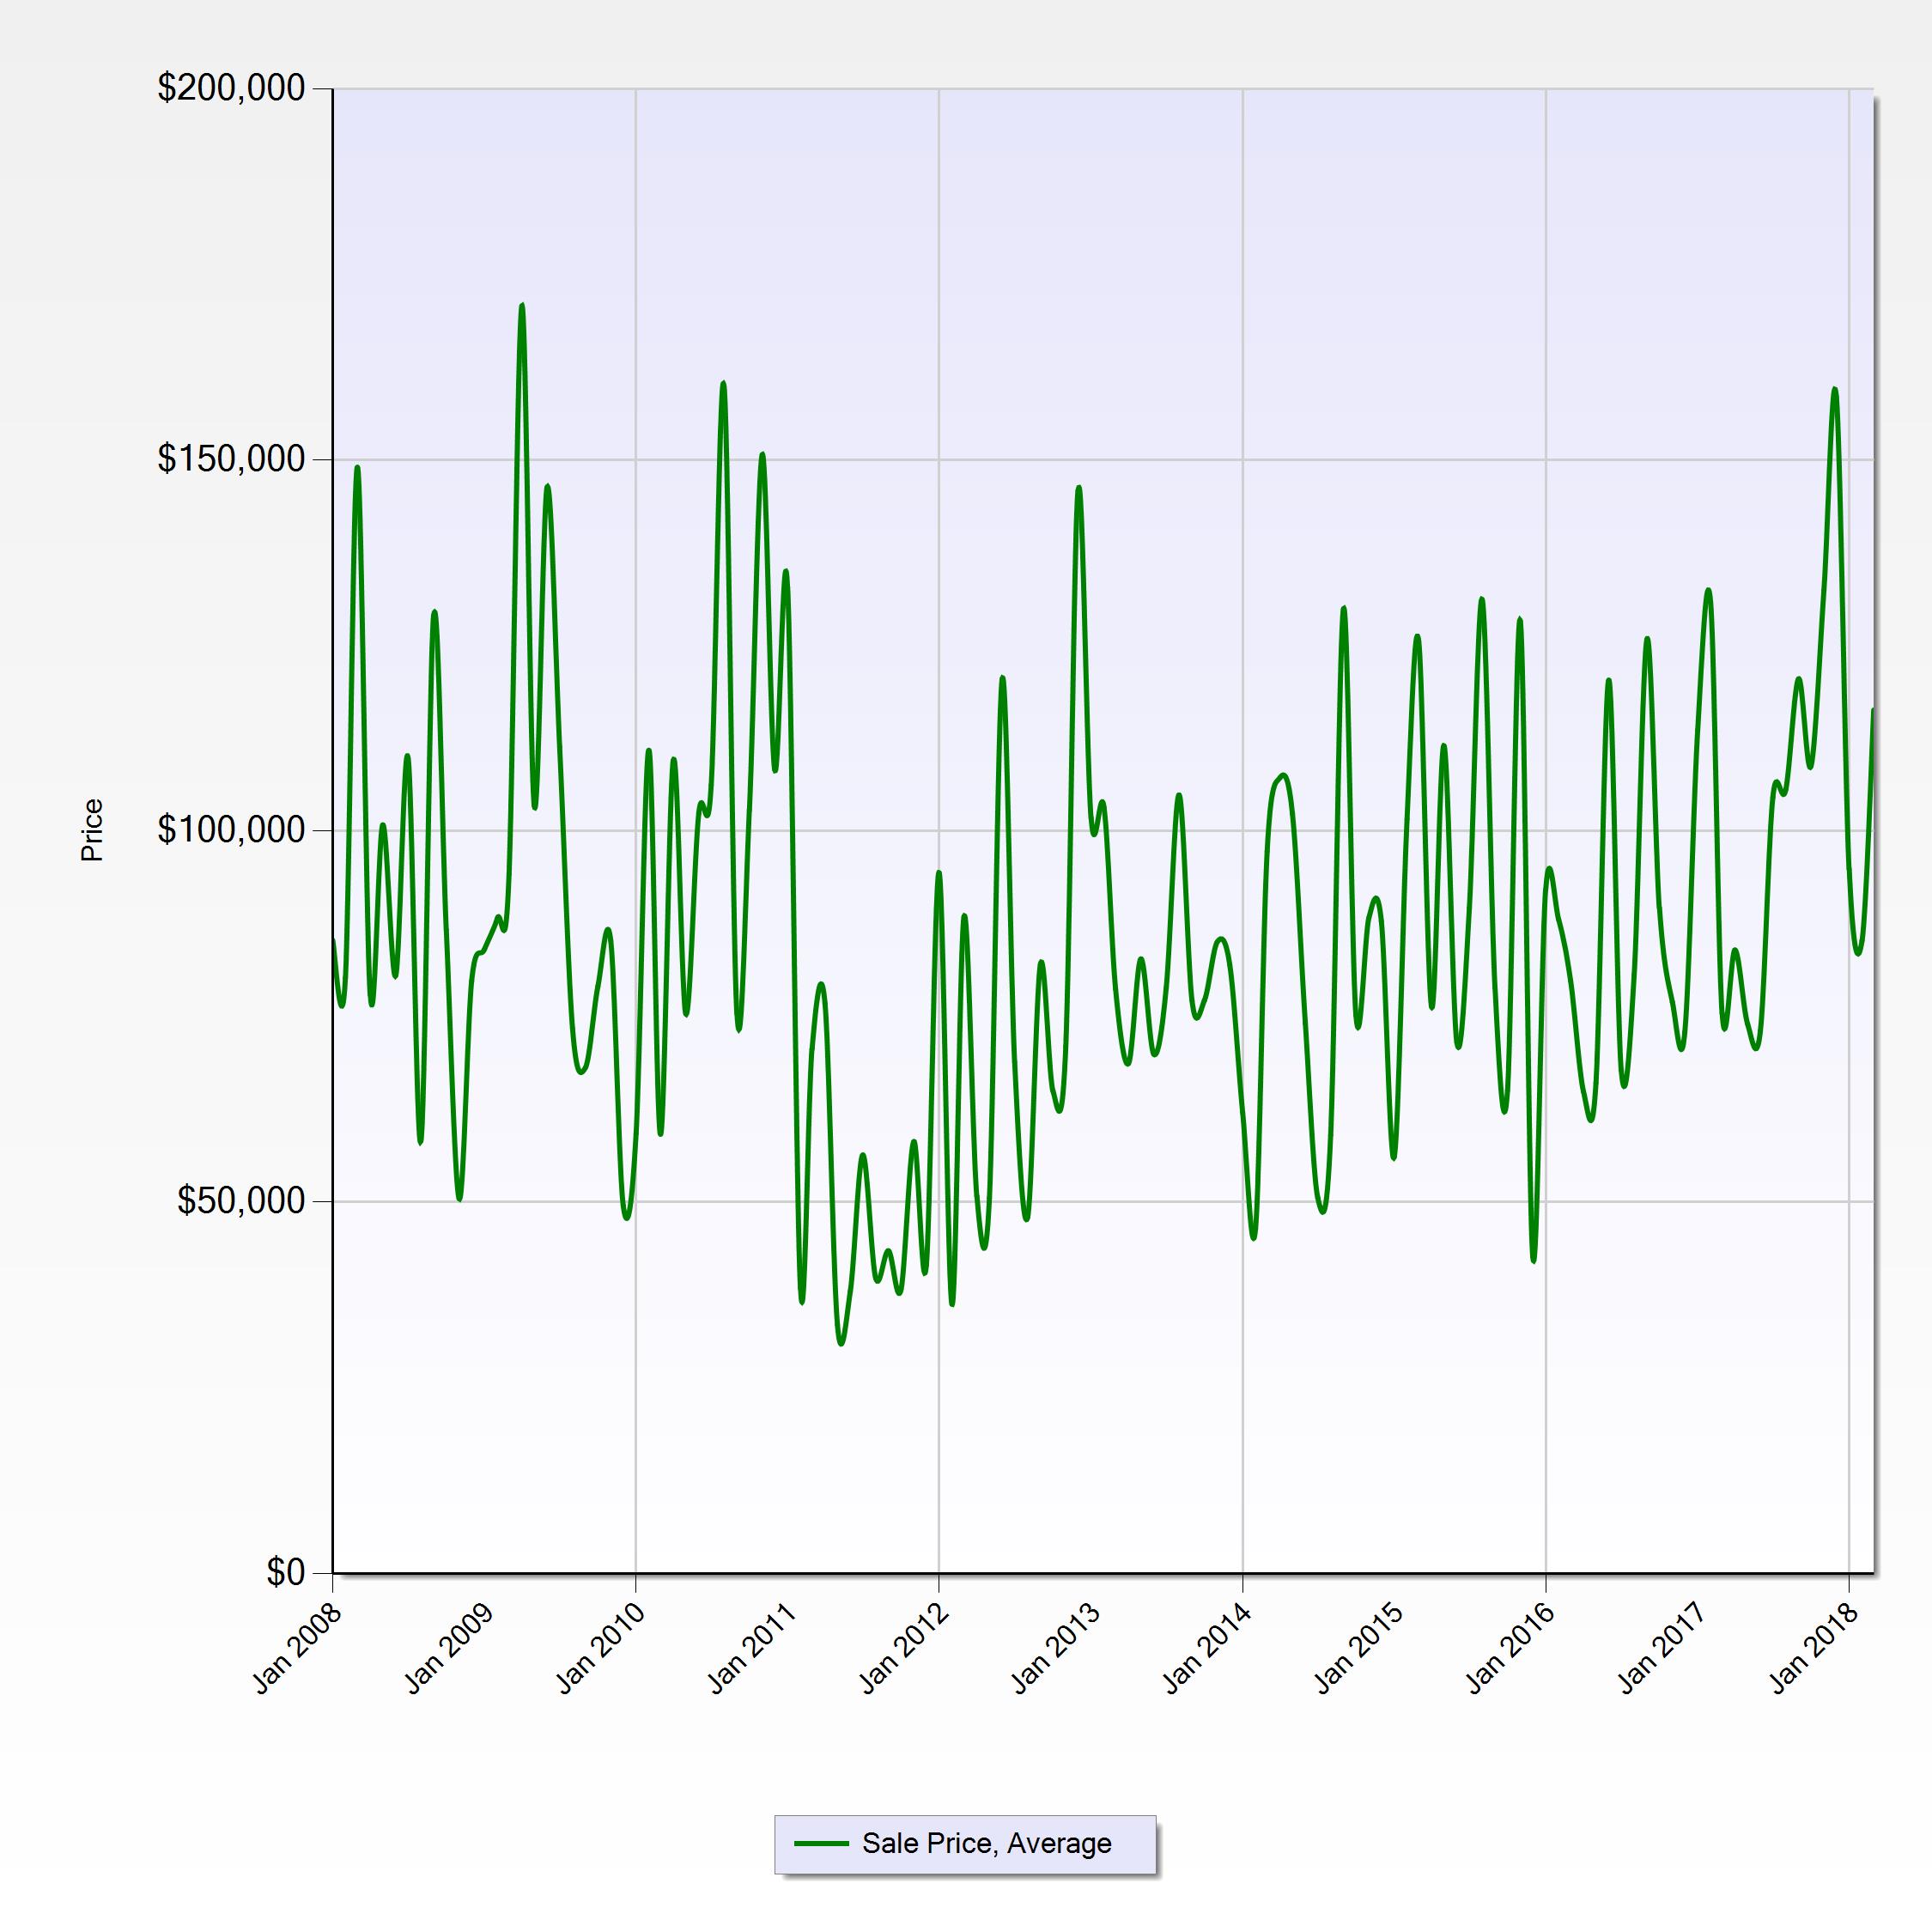 $200,000
$150,000
Price
$100,000
$50,000
$0
Jan 2008
Jan 2009
Jan 2010
Jan 2011
Jan 2012
Jan 2013
Jan 2014
Jan 2015
Jan 2016
Jan 2017
Jan 2018
Sale Price, Average